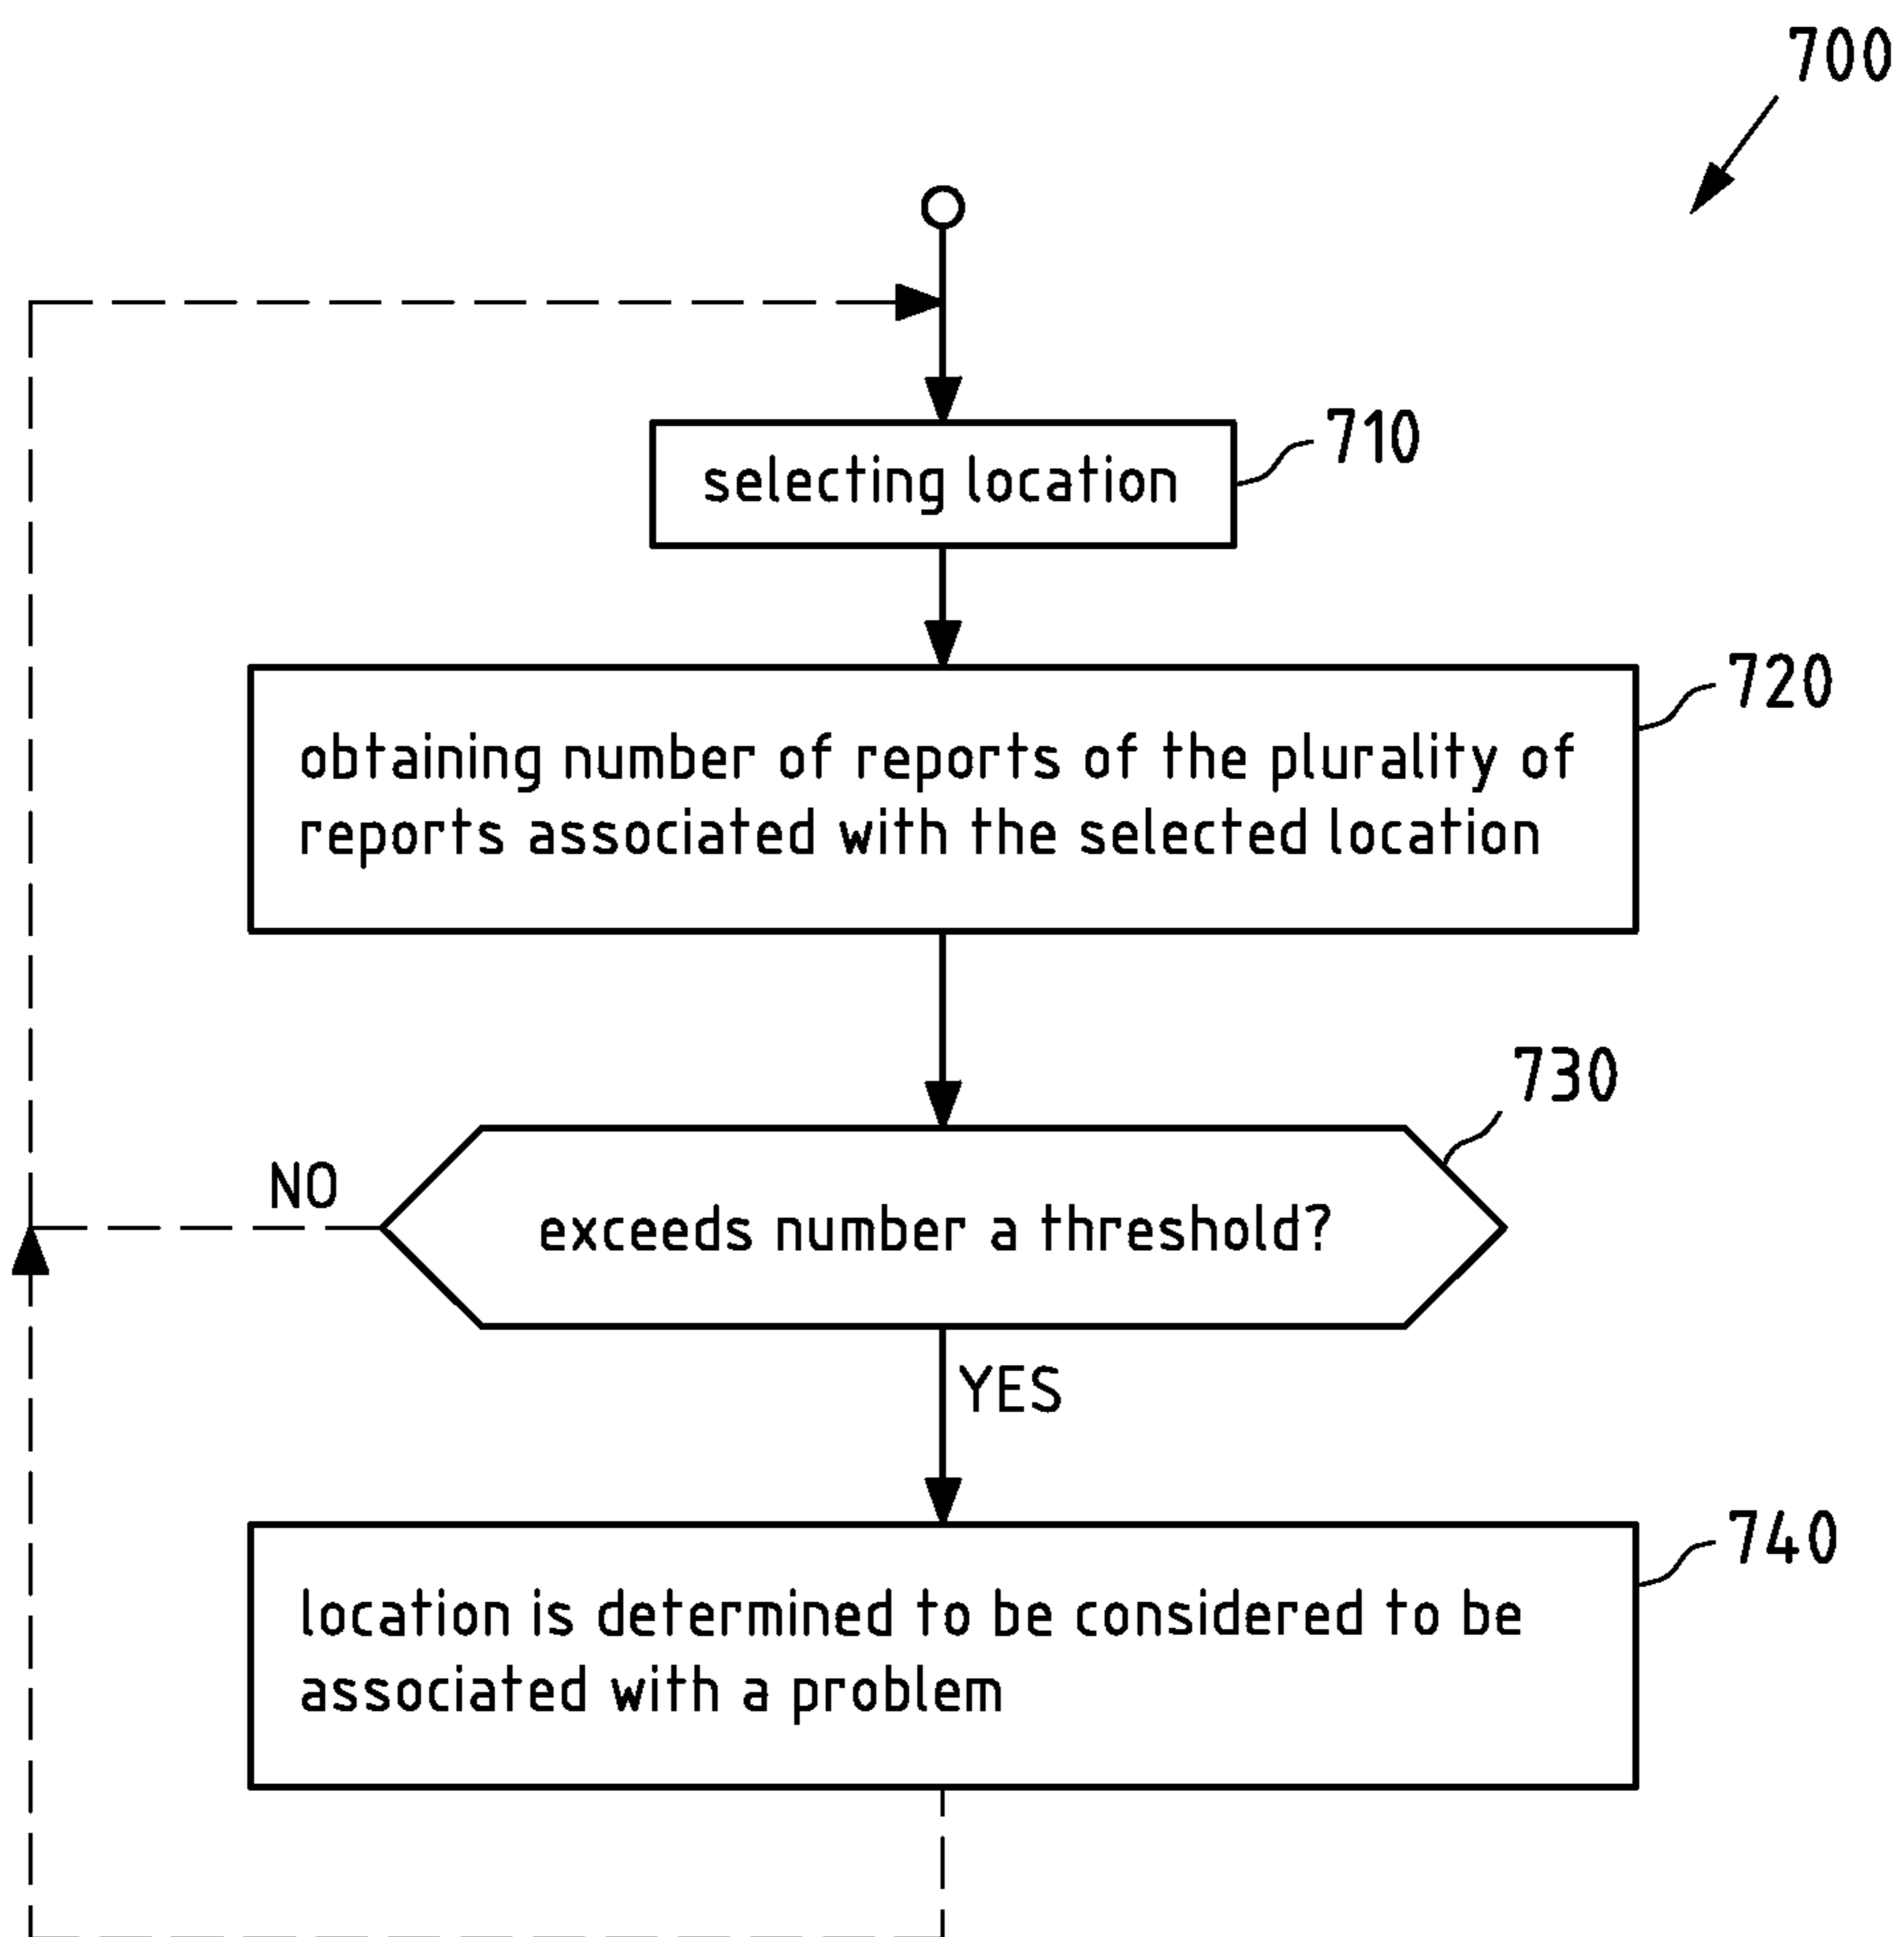 700
selecting location
710
720
obtaining number of reports of the plurality of
reports associated with the selected location
730
NO
exceeds number a threshold?
YES
740
location is determined to be considered to be
associated with a problem